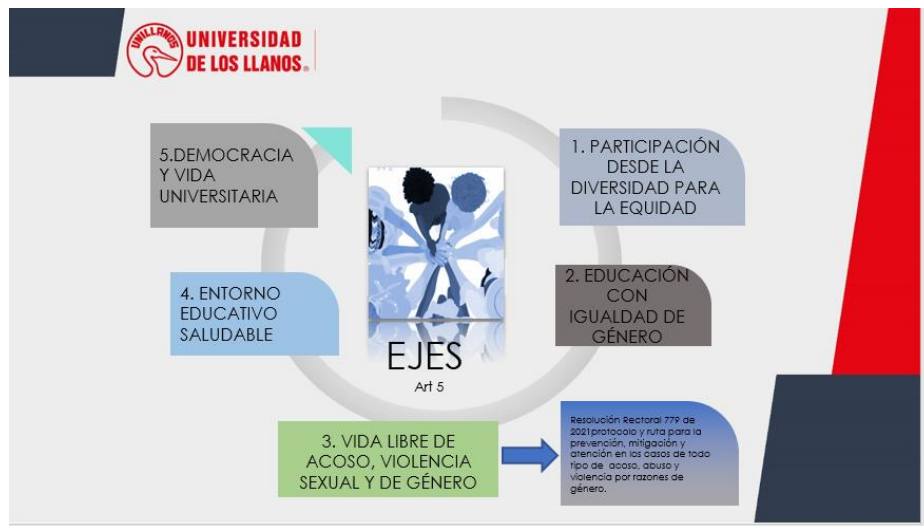 UNILLANOS
UNIVERSIDAD
DE LOS LLANOS®
1. PARTICIPACIÓN
DESDE LA
DIVERSIDAD PARA
LA EQUIDAD
2. EDUCACIÓN
CON
IGUALDAD DE
GÉNERO
3. VIDA LIBRE DE
ACOSO, VIOLENCIA
SEXUAL Y DE GÉNERO
Resolución Rectoral 779 de
2021protocolo y ruta para la
prevención, mitigación y
atención en los casos de todo
tipo de acoso, abuso y
violencia por razones de
género.
4. ENTORNO
EDUCATIVO
SALUDABLE
5.DEMOCRACIA
Y VIDA
UNIVERSITARIA
EJES
Art 5